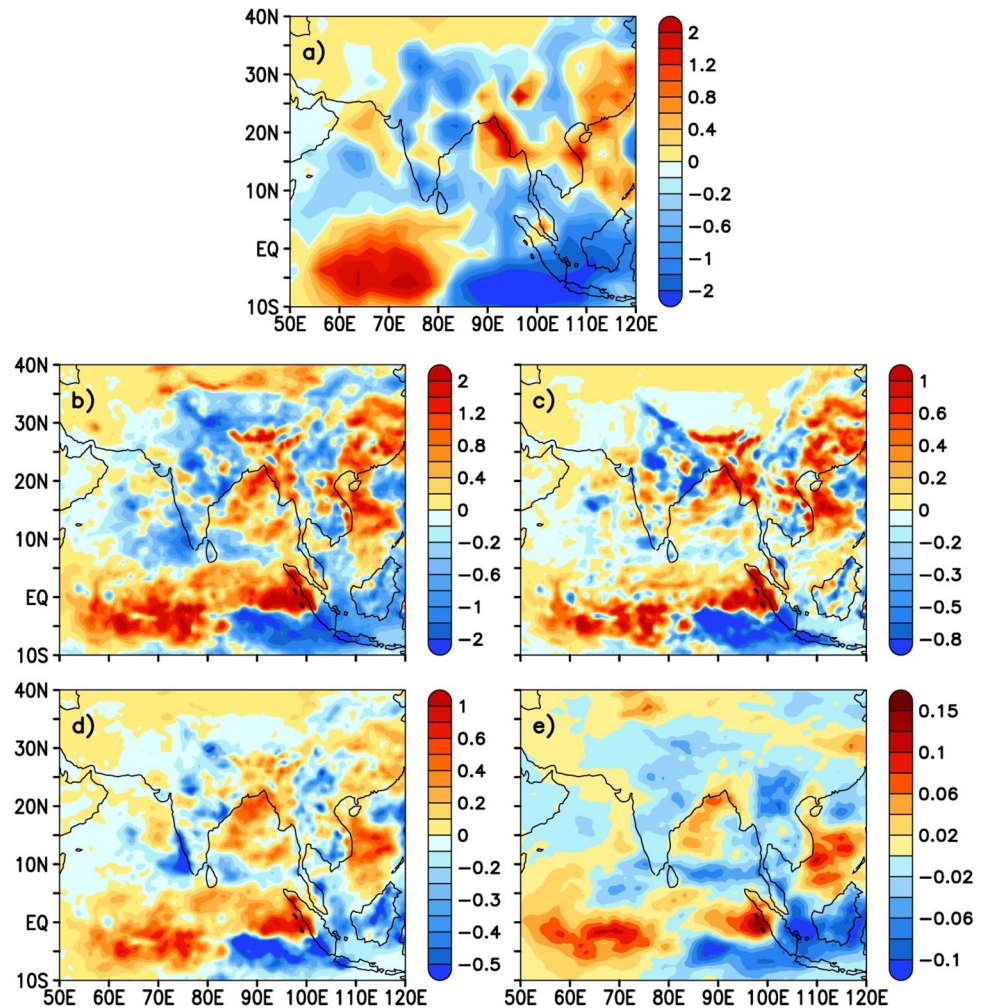 a)
40N
30N
20N
10N
EQ
10S
50E 60E 70E 80E 90E 100E 110E 120E
2
1.2
0.8
0.4
0
−0.2
−0.6
−1
−2
b)
40N
30N
20N
10N
EQ
10S
2
1.2
0.8
0.4
0
−0.2
−0.6
−1
−2
c)
1
0.6
0.4
0.2
0
−0.2
−0.3
−0.5
−0.8
d)
40N
30N
20N
10N
EQ
10S
50E 60E 70E 80E 90E 100E 110E 120E
1
0.6
0.4
0.2
0
−0.2
−0.3
−0.4
−0.5
e)
50E 60E 70E 80E 90E 100E 110E 120E
0.15
0.1
0.06
0.02
−0.02
−0.06
−0.1